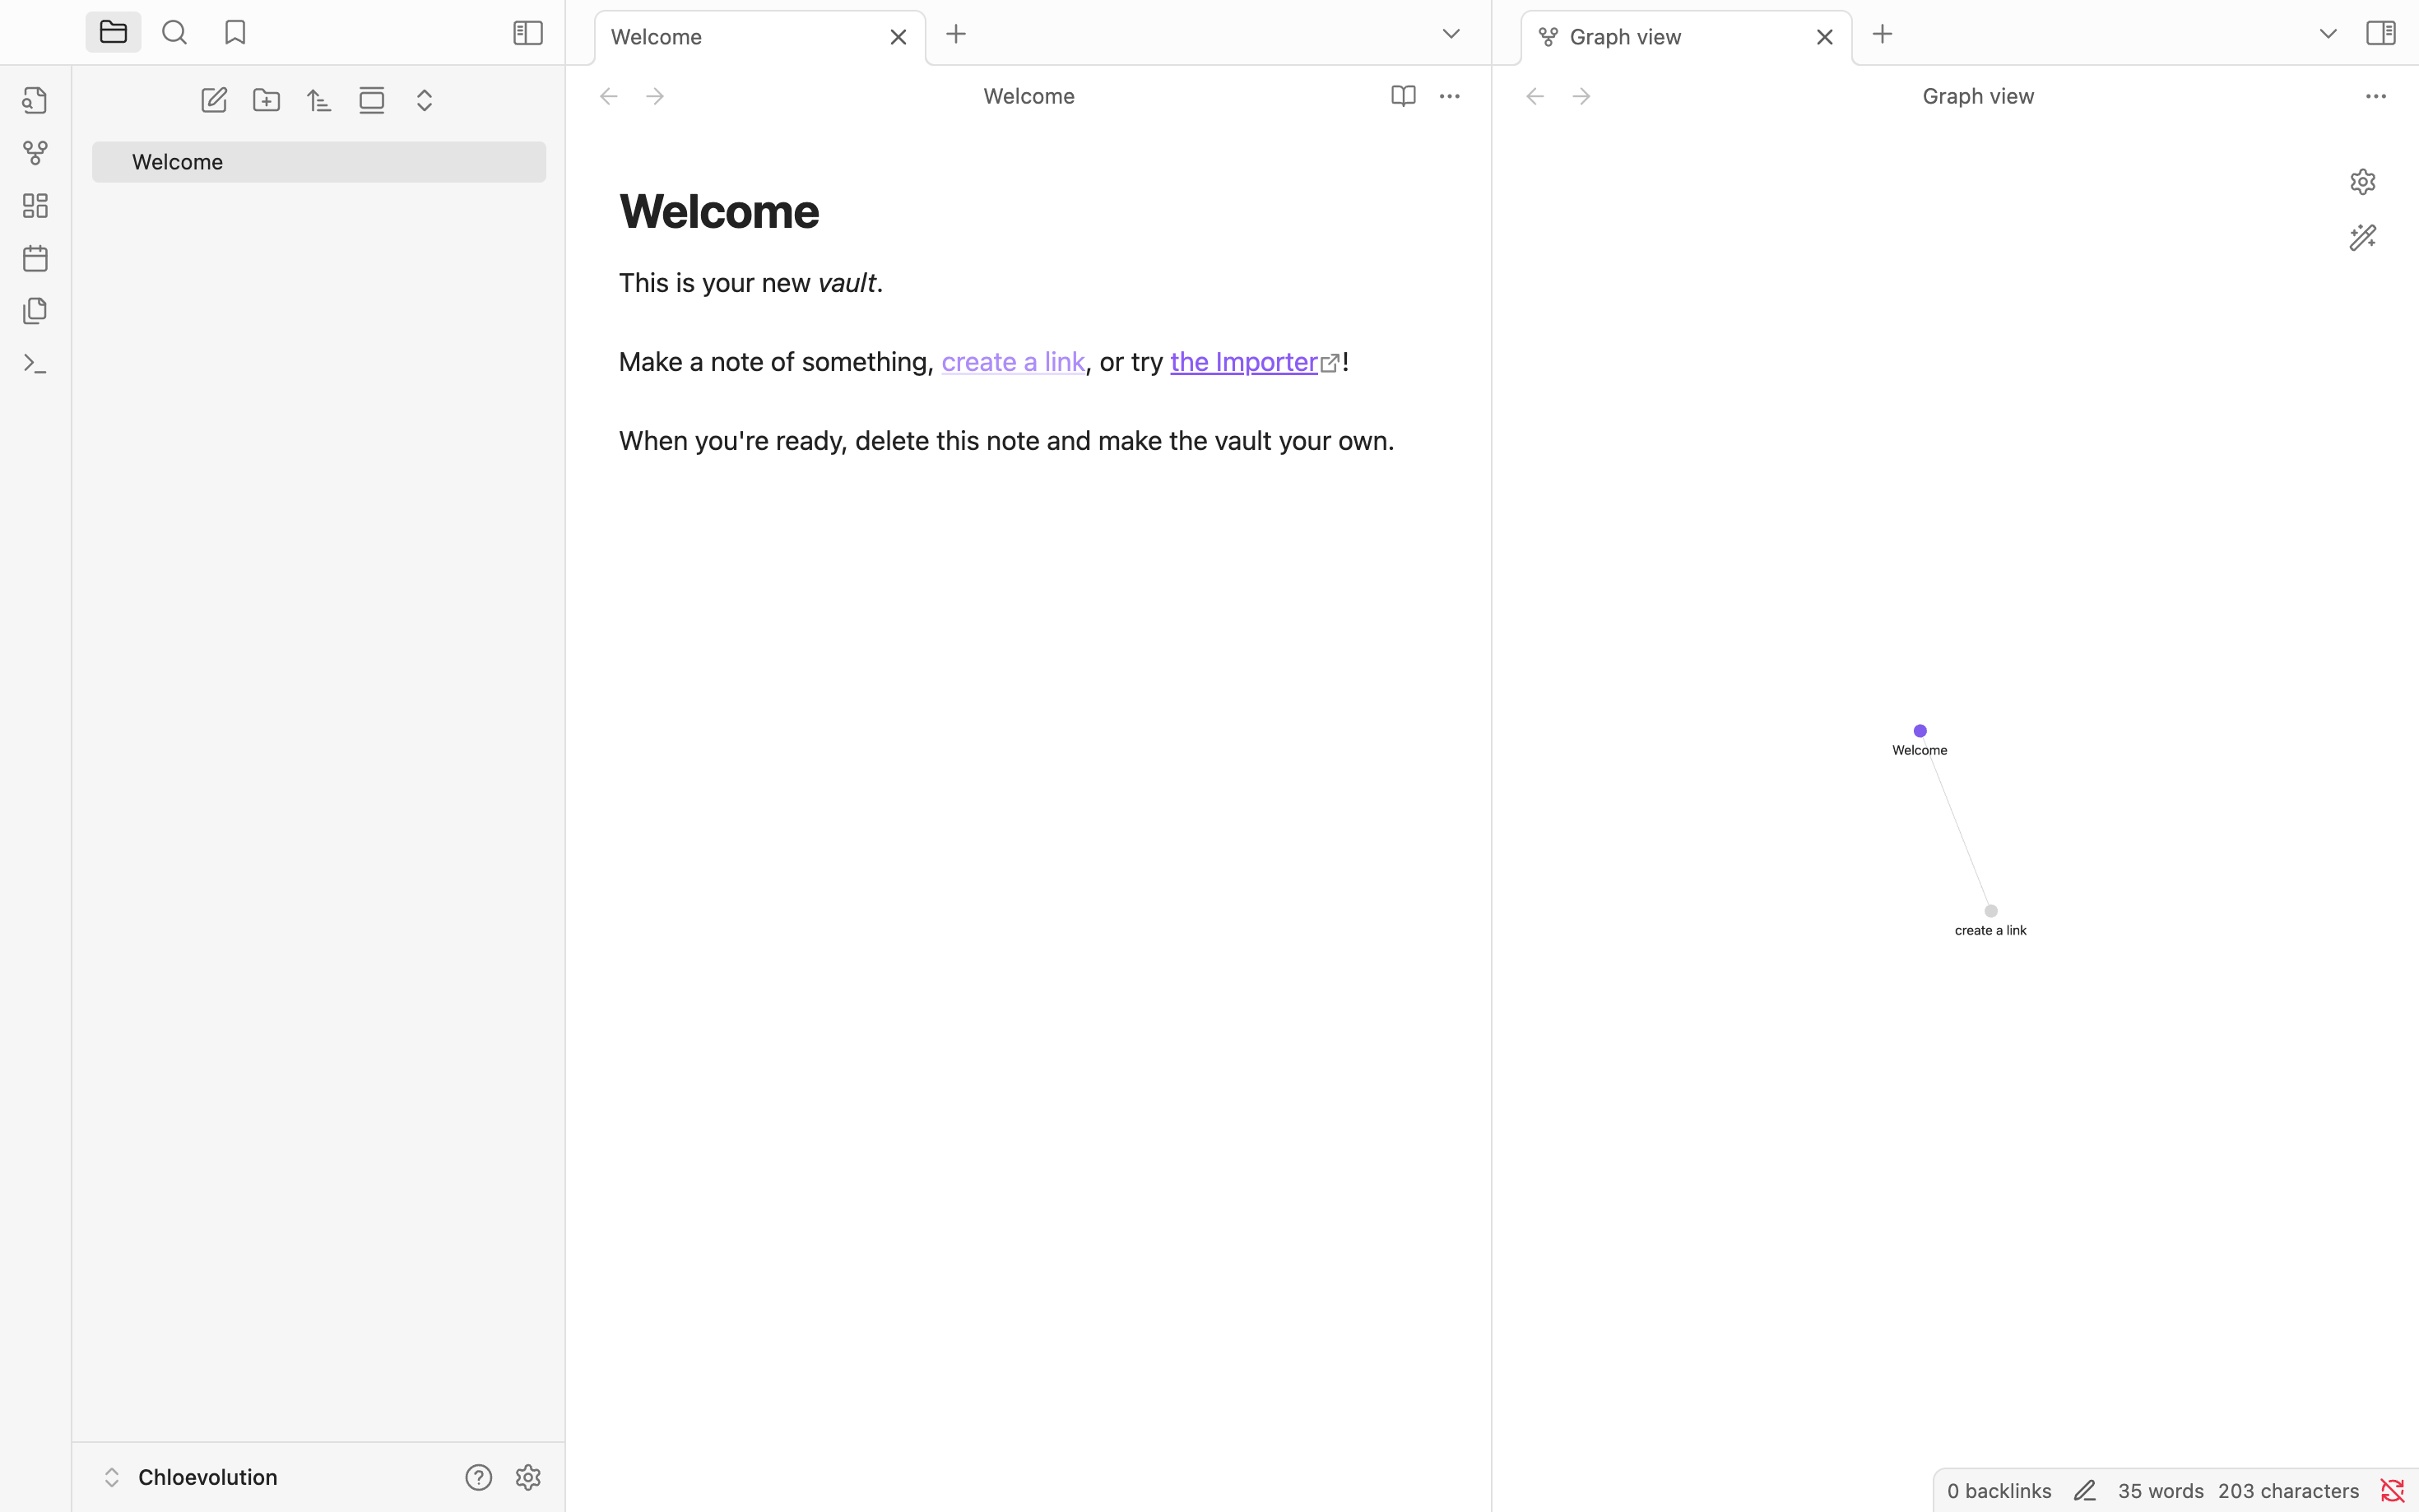 Welcome
Graph view
Welcome
Graph view
Welcome
Welcome
This is your new vault.
Make a note of something, create a link, or try the Importer!
When you're ready, delete this note and make the vault your own.
Welcome
create a link
Chloevolution
0 backlinks 35 words 203 characters